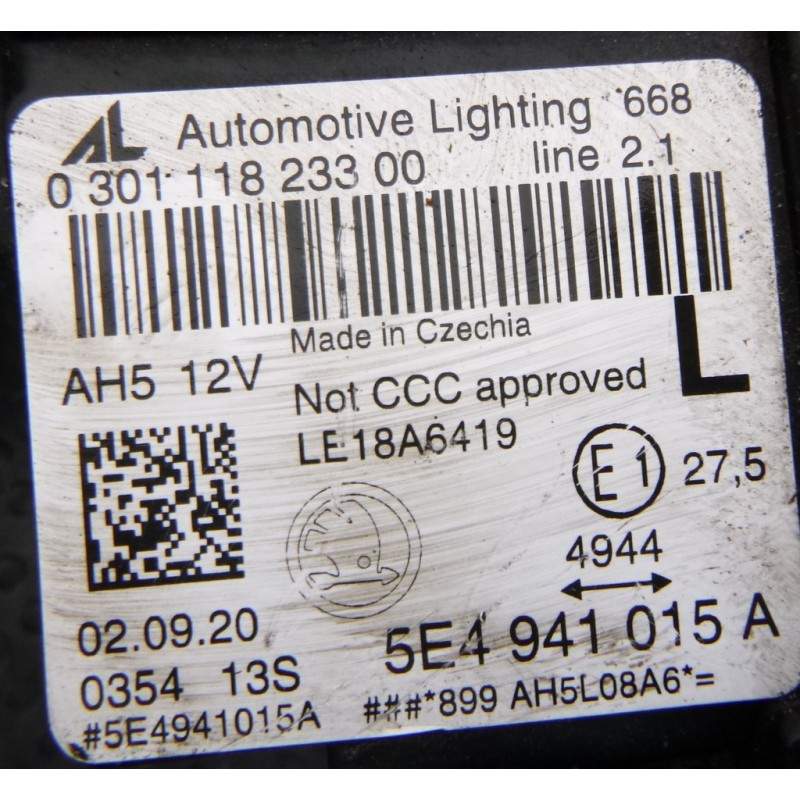 AL Automotive Lighting 668
0 301 118 233 00 line 2.1
Made in Czechia
AH5 12V
Not CCC approved L
LE18A6419
E1 27,5
4944
02.09.20
5E4 941 015 A
0354 13S
#5E4941015A ###*899 AH5L08A6*=